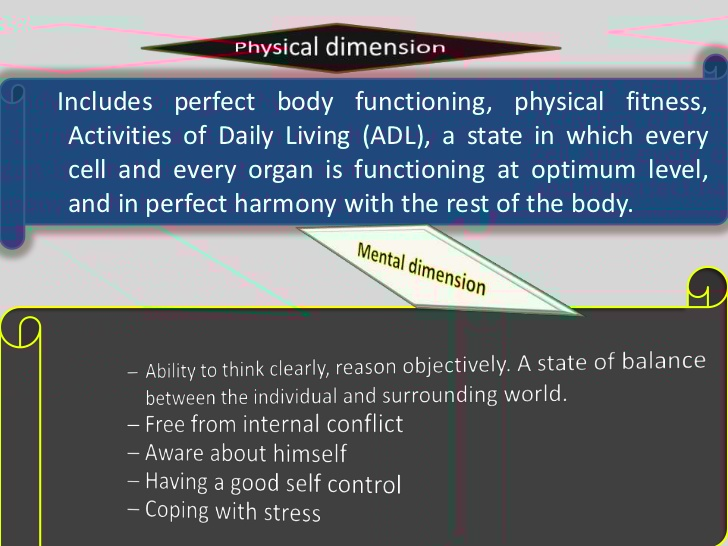 Physical dimension
Includes perfect body functioning, physical fitness,
Activities of Daily Living (ADL), a state in which every
cell and every organ is functioning at optimum level,
and in perfect harmony with the rest of the body.
Mental dimension
– Ability to think clearly, reason objectively. A state of balance
between the individual and surrounding world.
– Free from internal conflict
– Aware about himself
– Having a good self control
– Coping with stress